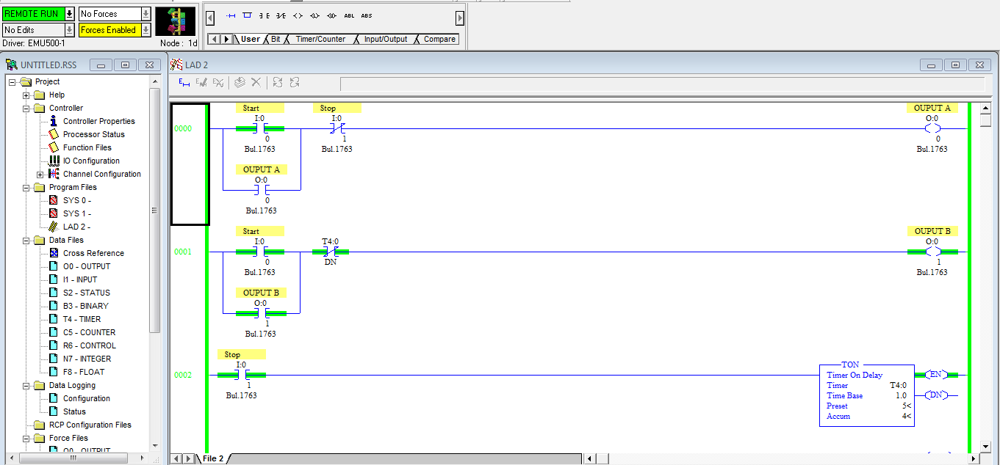 REMOTE RUN
No Forces
No Edits
Forces Enabled
Driver: EMU500-1
Node : 1d
ABL
ABS
User
Bit
Timer/Counter
Input/Output
Compare
UNTITLED.RSS
Project
Help
Controller
Controller Properties
Processor Status
Function Files
IO Configuration
Channel Configuration
Program Files
SYS 0 -
SYS 1 -
LAD 2 -
Data Files
Cross Reference
O0 - OUTPUT
I1 - INPUT
S2 - STATUS
B3 - BINARY
T4 - TIMER
C5 - COUNTER
R6 - CONTROL
N7 - INTEGER
F8 - FLOAT
Data Logging
Configuration
Status
RCP Configuration Files
Force Files
O0 - OUTPUT
LAD 2
0000
Start
I:0
0
Bul.1763
Stop
I:0
1
Bul.1763
OUPUT A
O:0
0
Bul.1763
OUPUT A
O:0
0
Bul.1763
0001
Start
I:0
0
Bul.1763
T4:0
DN
OUPUT B
O:0
1
Bul.1763
OUPUT B
O:0
1
Bul.1763
0002
Stop
I:0
1
Bul.1763
TON
Timer On Delay
Timer T4:0
Time Base 1.0
Preset 5<
Accum 4<
EN
DN
File 2